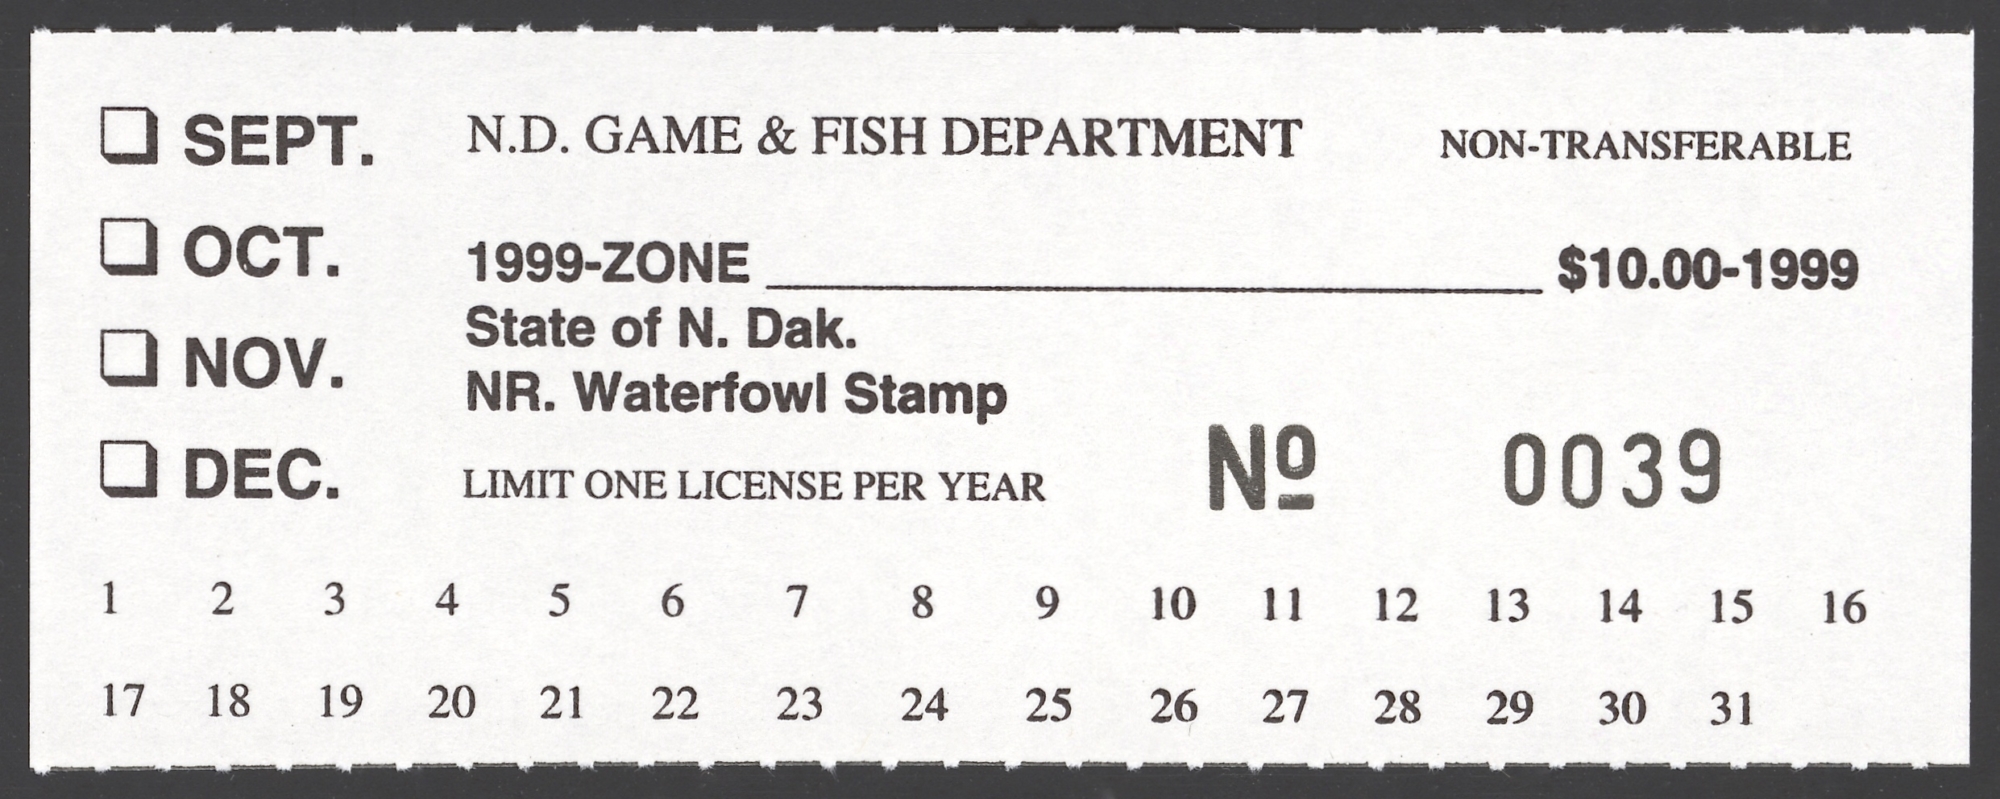 ☐ SEPT. N.D. GAME & FISH DEPARTMENT NON-TRANSFERABLE
☐ OCT. 1999-ZONE ____________________ $10.00-1999
State of N. Dak.
☐ NOV.
NR. Waterfowl Stamp
☐ DEC. LIMIT ONE LICENSE PER YEAR Nº 0039
1 2 3 4 5 6 7 8 9 10 11 12 13 14 15 16
17 18 19 20 21 22 23 24 25 26 27 28 29 30 31